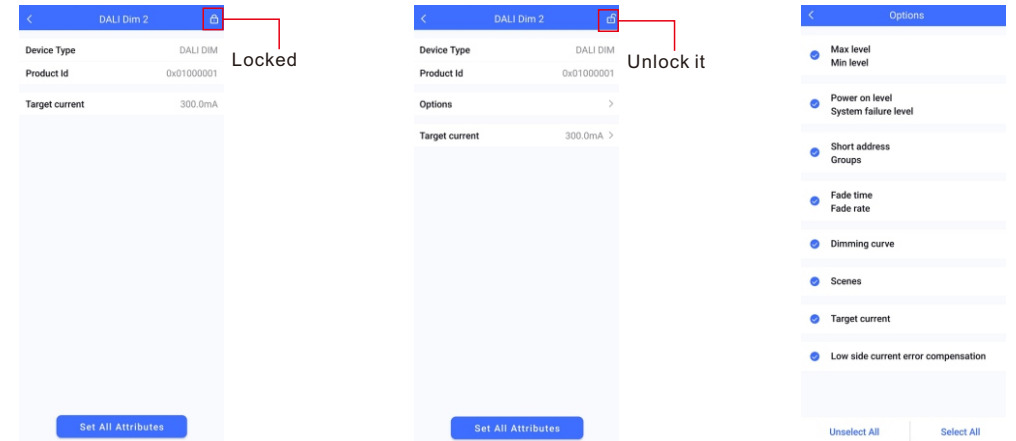 DALI Dim 2
Device Type DALI DIM
Product Id 0x01000001
Target current 300.0mA
Set All Attributes
Locked
DALI Dim 2
Device Type DALI DIM
Product Id 0x01000001
Options
Target current 300.0mA
Set All Attributes
Unlock it
Options
Max level
Min level
Power on level
System failure level
Short address
Groups
Fade time
Fade rate
Dimming curve
Scenes
Target current
Low side current error compensation
Unselect All Select All